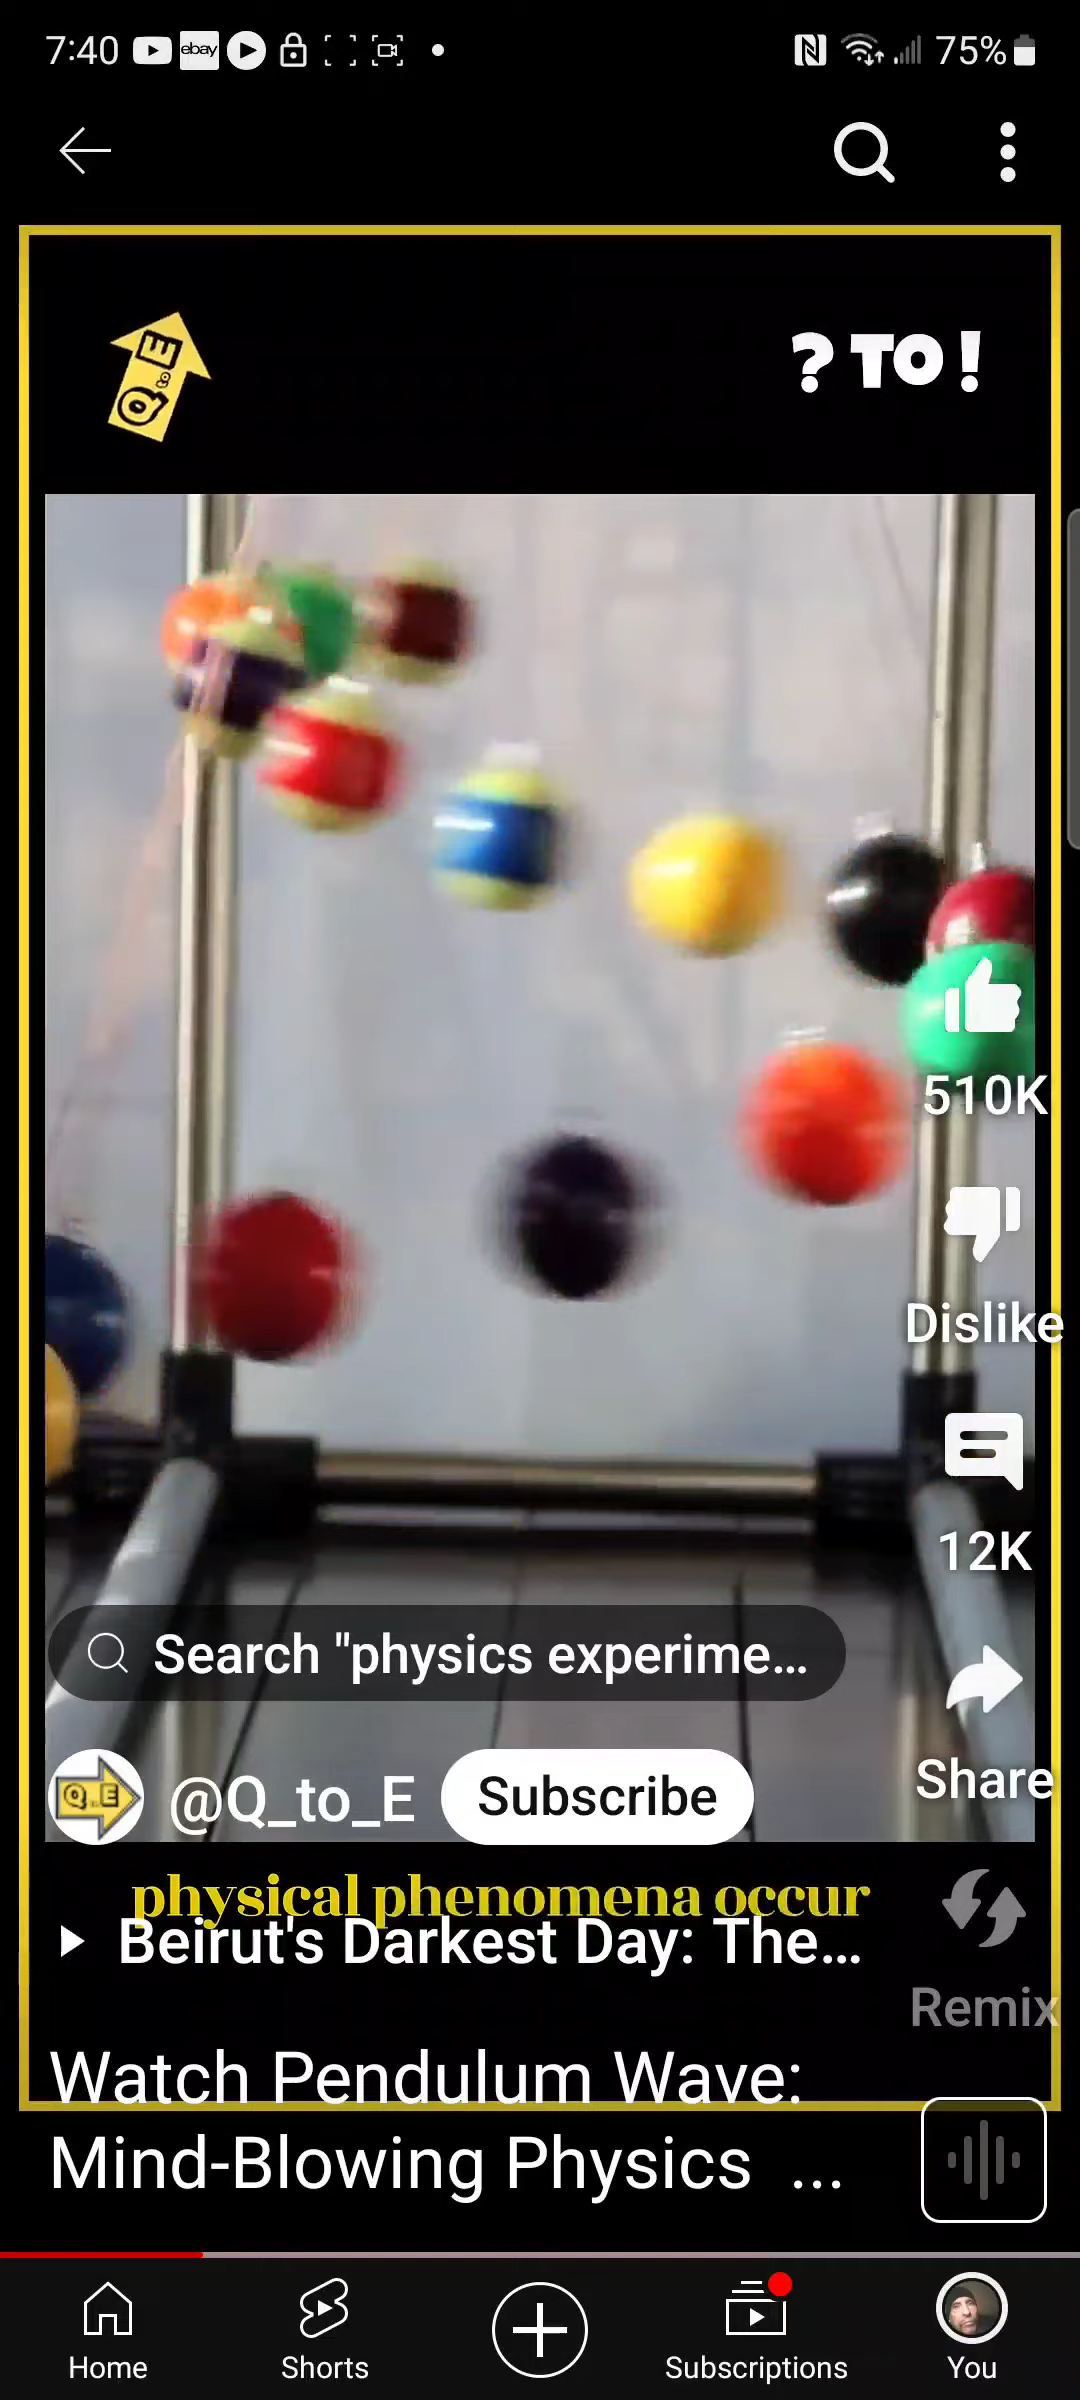 7:40
ebay
75%
Q to E
? TO !
510K
Dislike
12K
Search "physics experime...
Share
Q to E
@Q_to_E
Subscribe
physical phenomena occur
Beirut's Darkest Day: The...
Remix
Watch Pendulum Wave:
Mind-Blowing Physics ...
Home
Shorts
Subscriptions
You